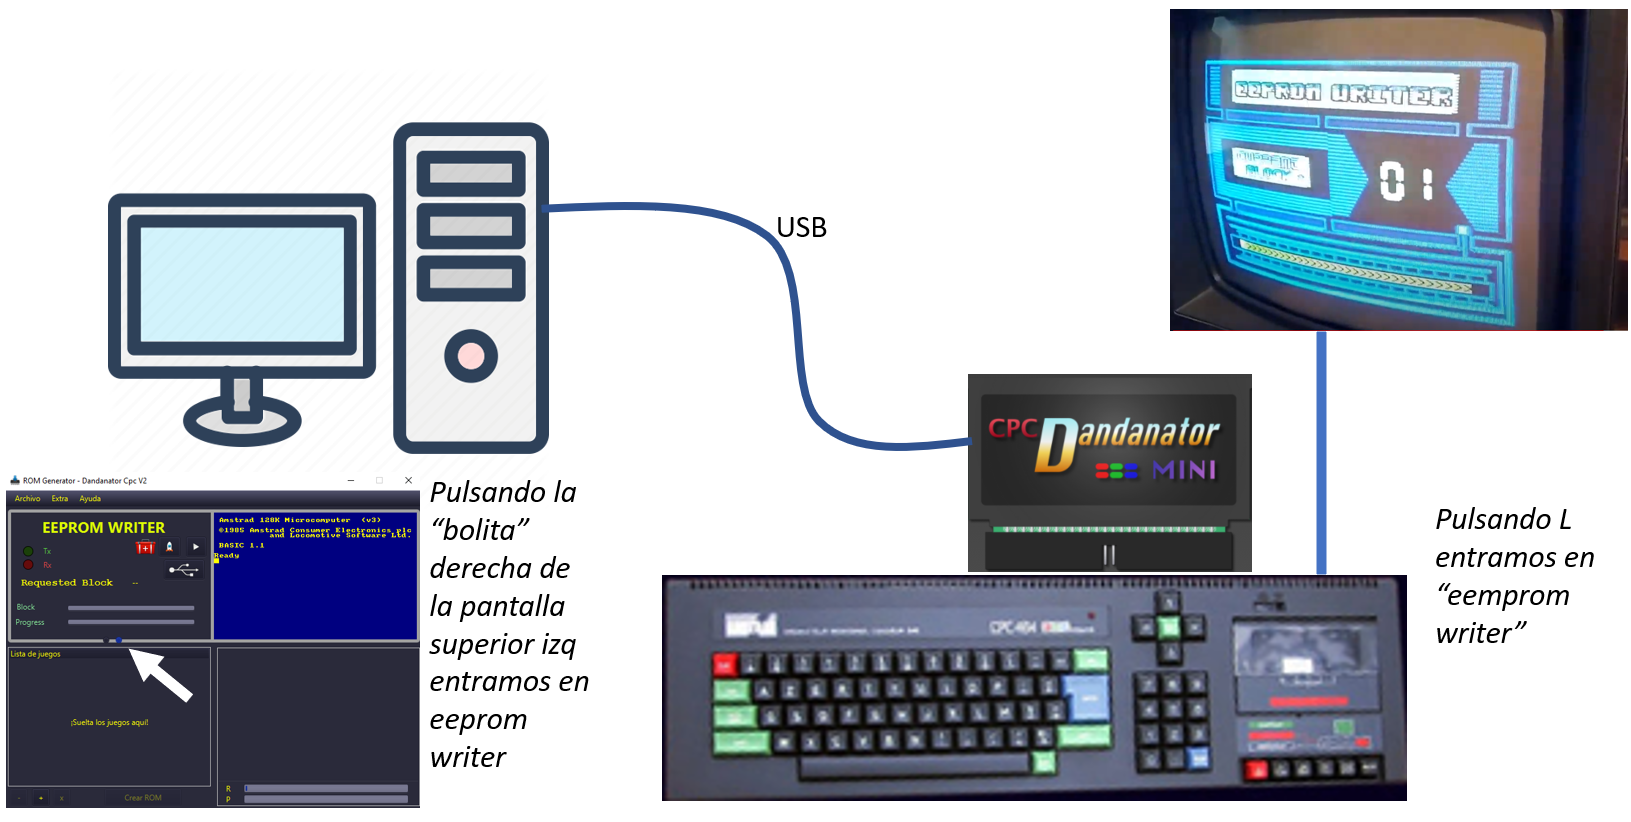 EEPROM WRITER
01
USB
CPC Dandanator
MINI
ROM Generator - Dandanator Cpc V2
Archivo Extra Ayuda
EEPROM WRITER
Tx
Rx
Requested Block --
Block
Progress
Amstrad 128K Microcomputer (v3)
©1985 Amstrad Consumer Electronics plc
and Locomotive Software Ltd.
BASIC 1.1
Ready
Lista de juegos
¡Suelta los juegos aquí!
- + x Crear ROM
R
P
Pulsando la
“bolita”
derecha de
la pantalla
superior izq
entramos en
eeprom
writer
Pulsando L
entramos en
“eemprom
writer”